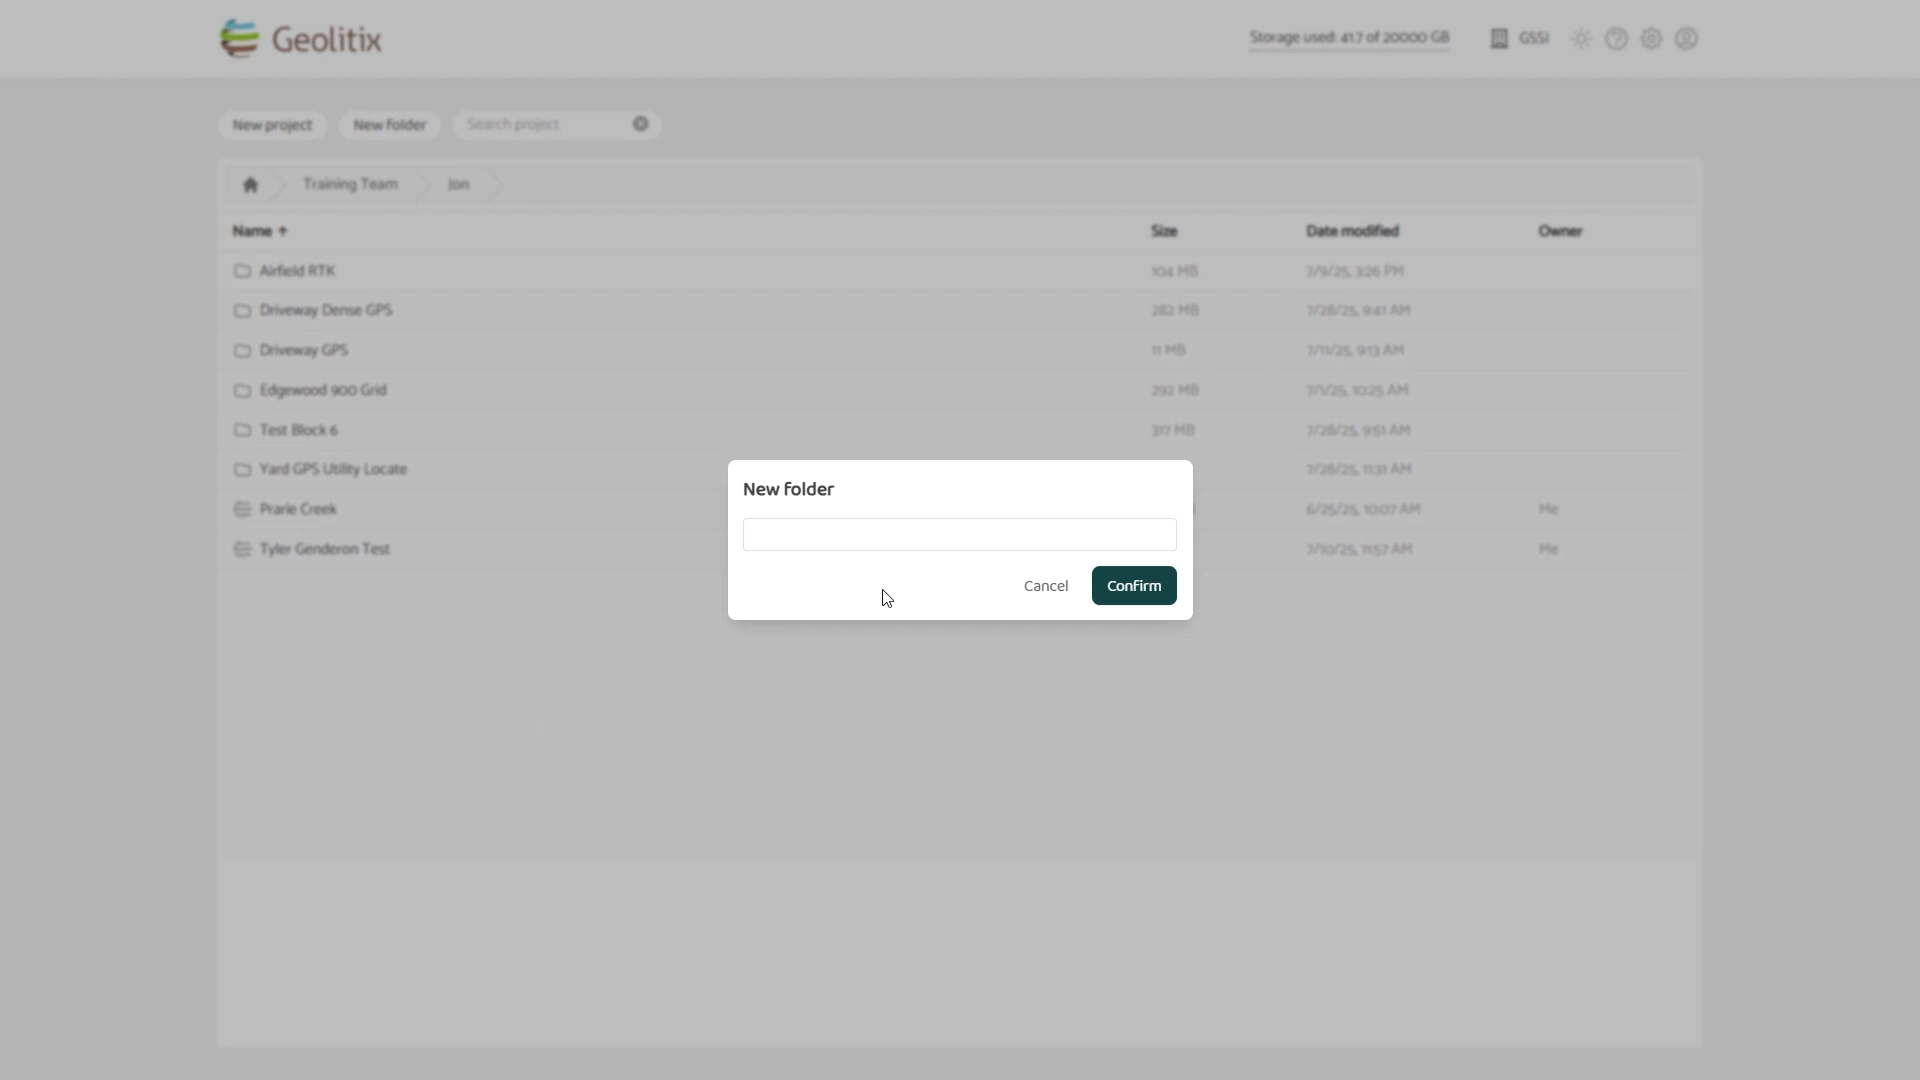 Geolitix
Storage used: 41.7 of 20000 GB
GSSI
New project
New folder
Search project
Training Team
Jon
Name ↑ Size Date modified Owner
Airfield RTK 104 MB 7/9/25, 3:26 PM
Driveway Dense GPS 282 MB 7/28/25, 9:41 AM
Driveway GPS 11 MB 7/11/25, 9:13 AM
Edgewood 900 Grid 292 MB 7/1/25, 10:25 AM
Test Block 6 317 MB 7/28/25, 9:51 AM
Yard GPS Utility Locate 7/28/25, 11:31 AM
Prarie Creek 6/25/25, 10:07 AM Me
Tyler Genderon Test 7/10/25, 11:57 AM Me
New folder
Cancel
Confirm